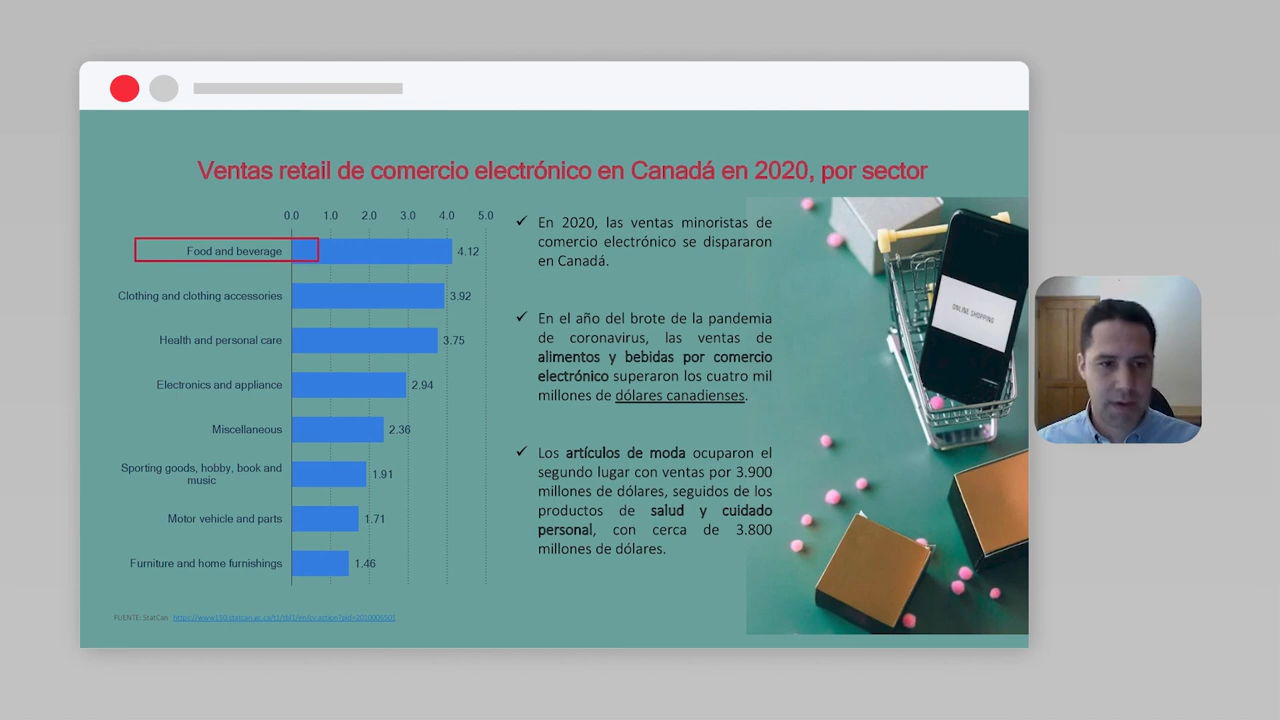 Ventas retail de comercio electrónico en Canadá en 2020, por sector
0.0 1.0 2.0 3.0 4.0 5.0
Food and beverage 4.12
Clothing and clothing accessories 3.92
Health and personal care 3.75
Electronics and appliance 2.94
Miscellaneous 2.36
Sporting goods, hobby, book and
music 1.91
Motor vehicle and parts 1.71
Furniture and home furnishings 1.46
✓ En 2020, las ventas minoristas de
comercio electrónico se dispararon
en Canadá.
✓ En el año del brote de la pandemia
de coronavirus, las ventas de
alimentos y bebidas por comercio
electrónico superaron los cuatro mil
millones de dólares canadienses.
✓ Los artículos de moda ocuparon el
segundo lugar con ventas por 3.900
millones de dólares, seguidos de los
productos de salud y cuidado
personal, con cerca de 3.800
millones de dólares.
ONLINE SHOPPING
FUENTE: StatCan